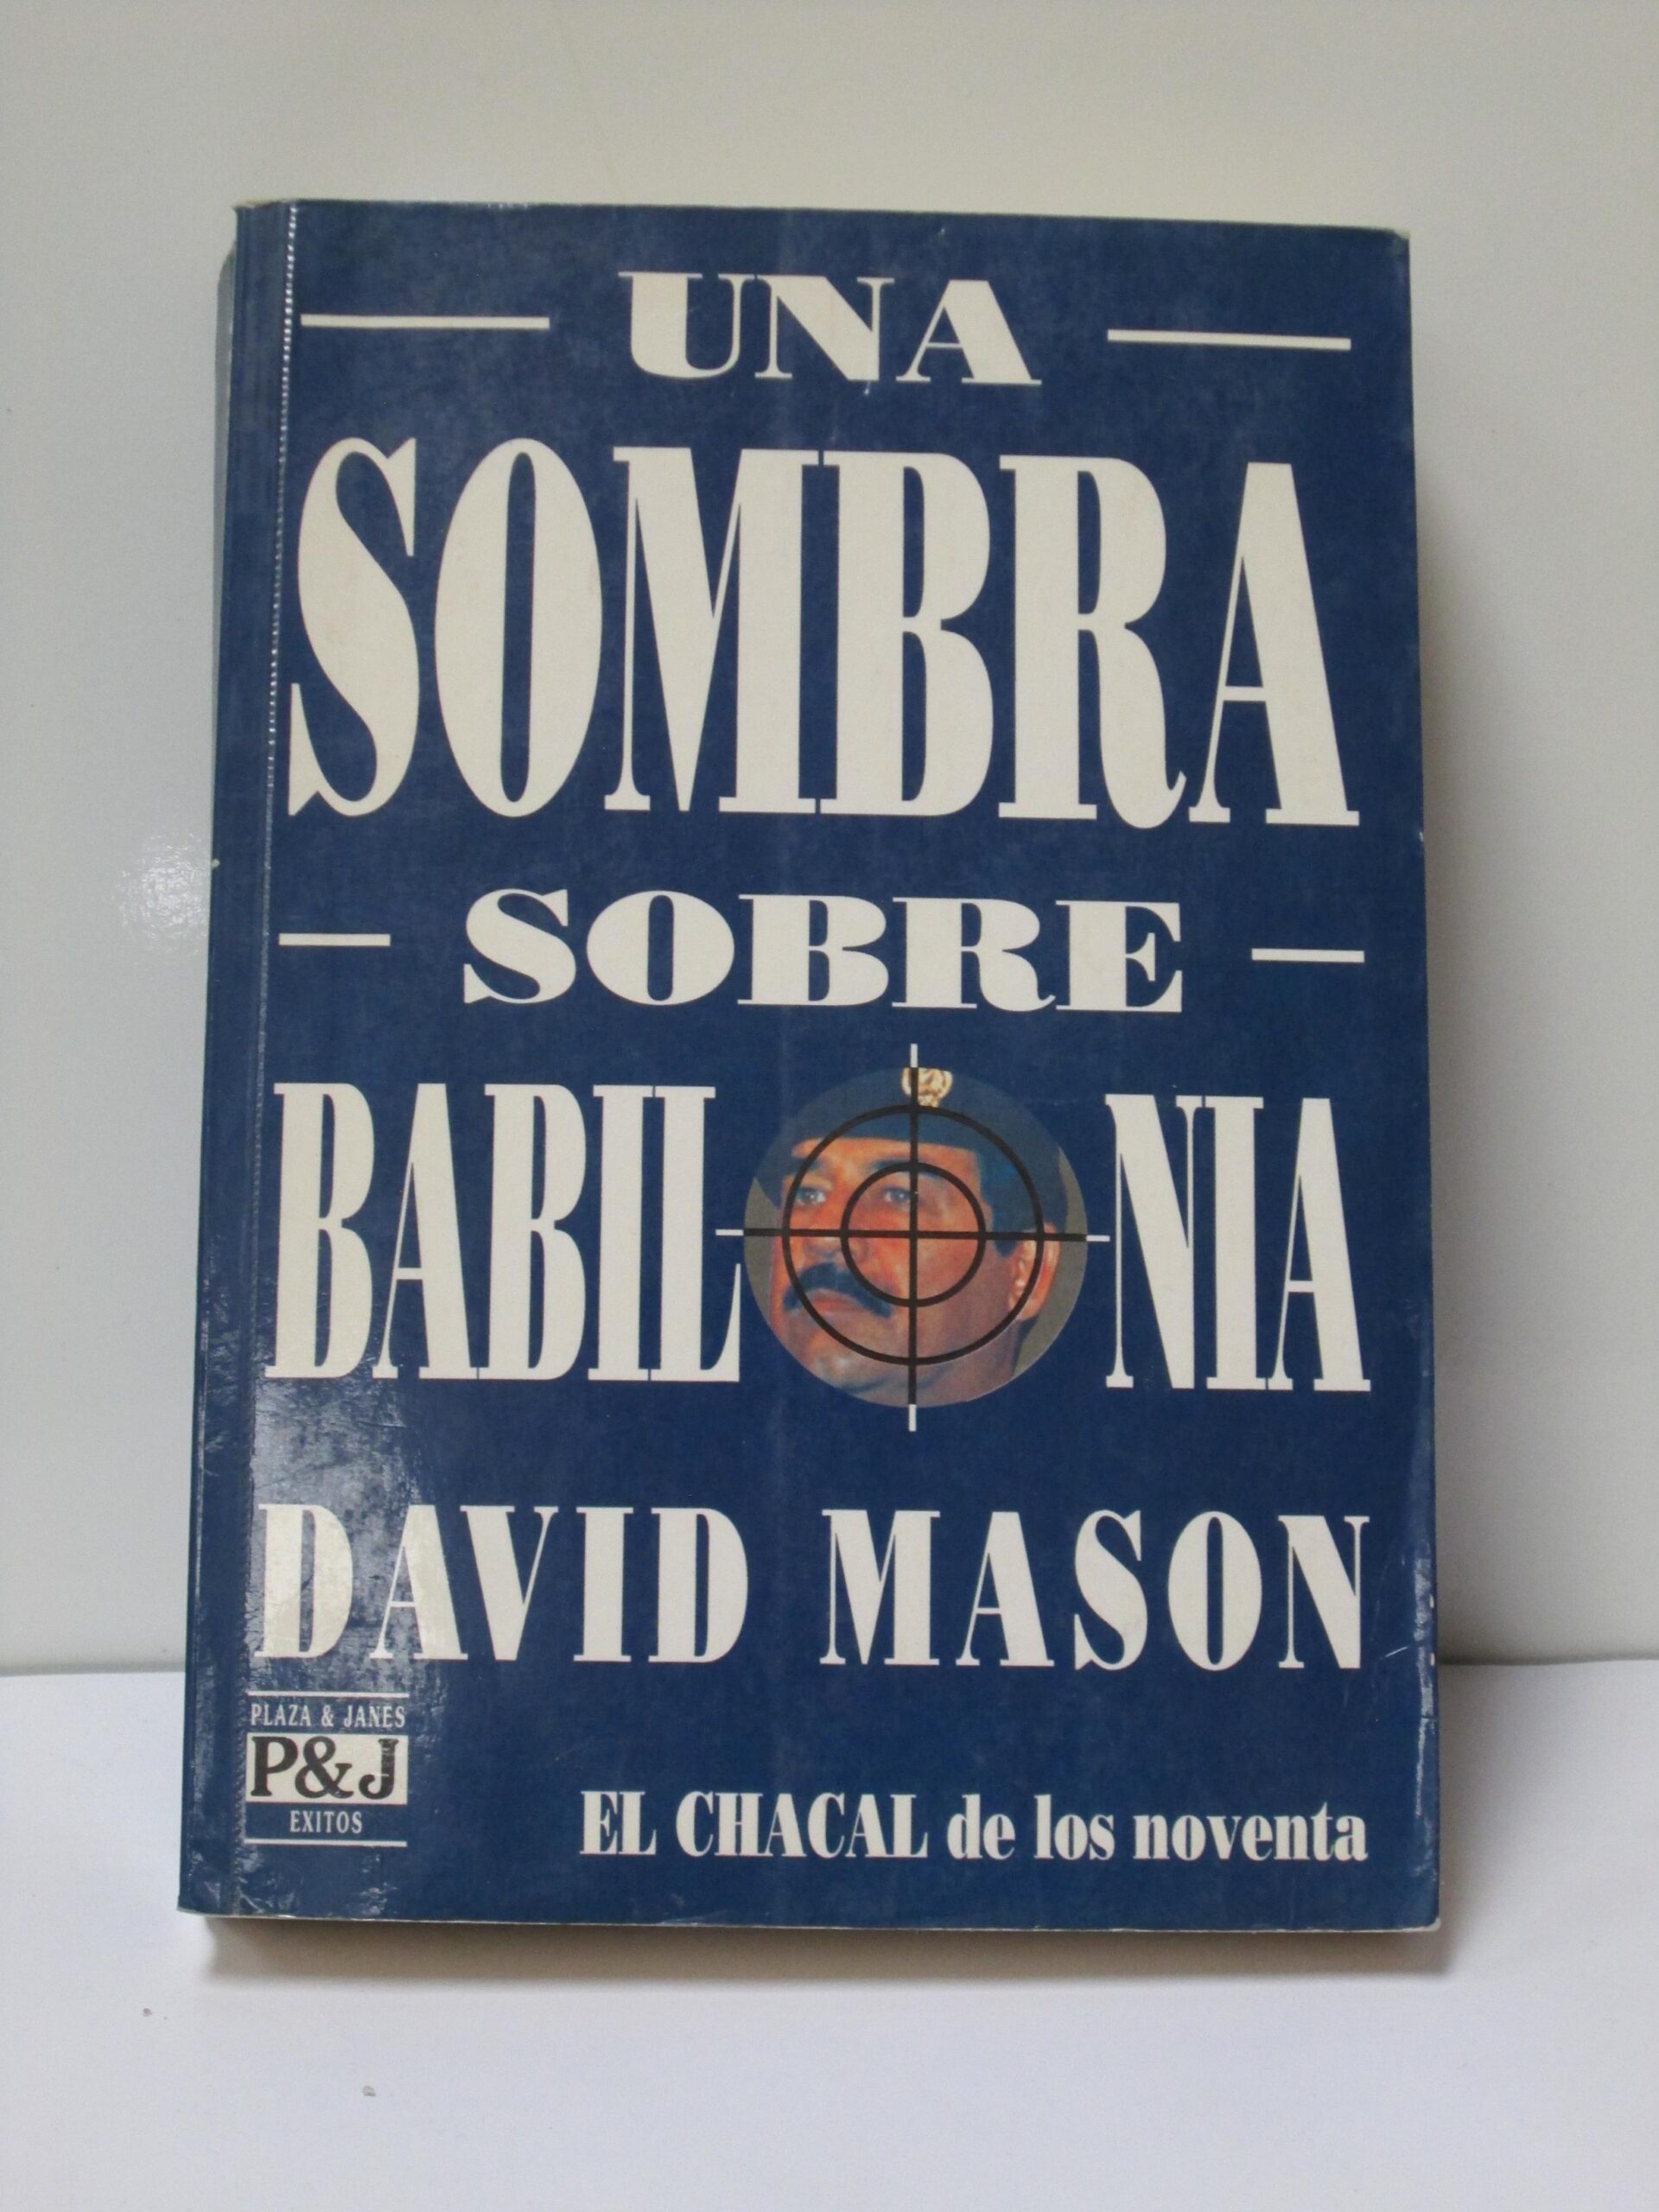 UNA
SOMBRA
SOBRE
BABILONIA
DAVID MASON
PLAZA & JANES
P&J
EXITOS
EL CHACAL de los noventa